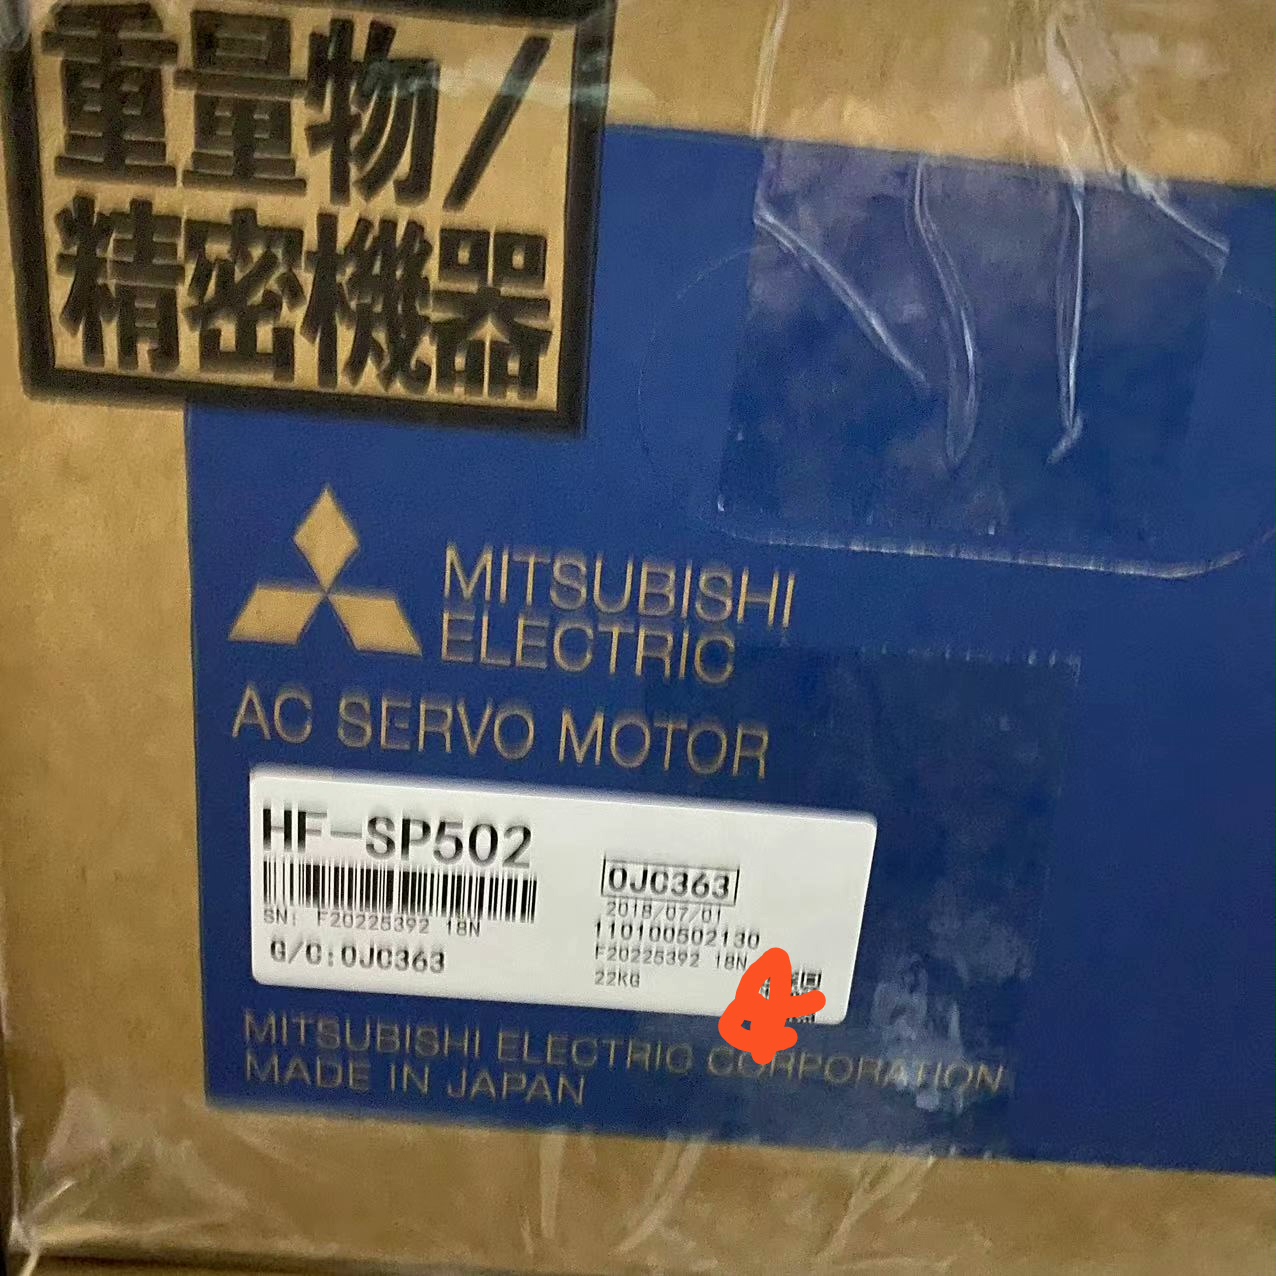 重量物/
精密機器
MITSUBISHI
ELECTRIC
AC SERVO MOTOR
HF-SP502
SN: F20225392 18N
G/C:0JC363
0JC363
2018/07/01
110100502130
F20225392 18N
22KG
4
MITSUBISHI ELECTRIC CORPORATION
MADE IN JAPAN